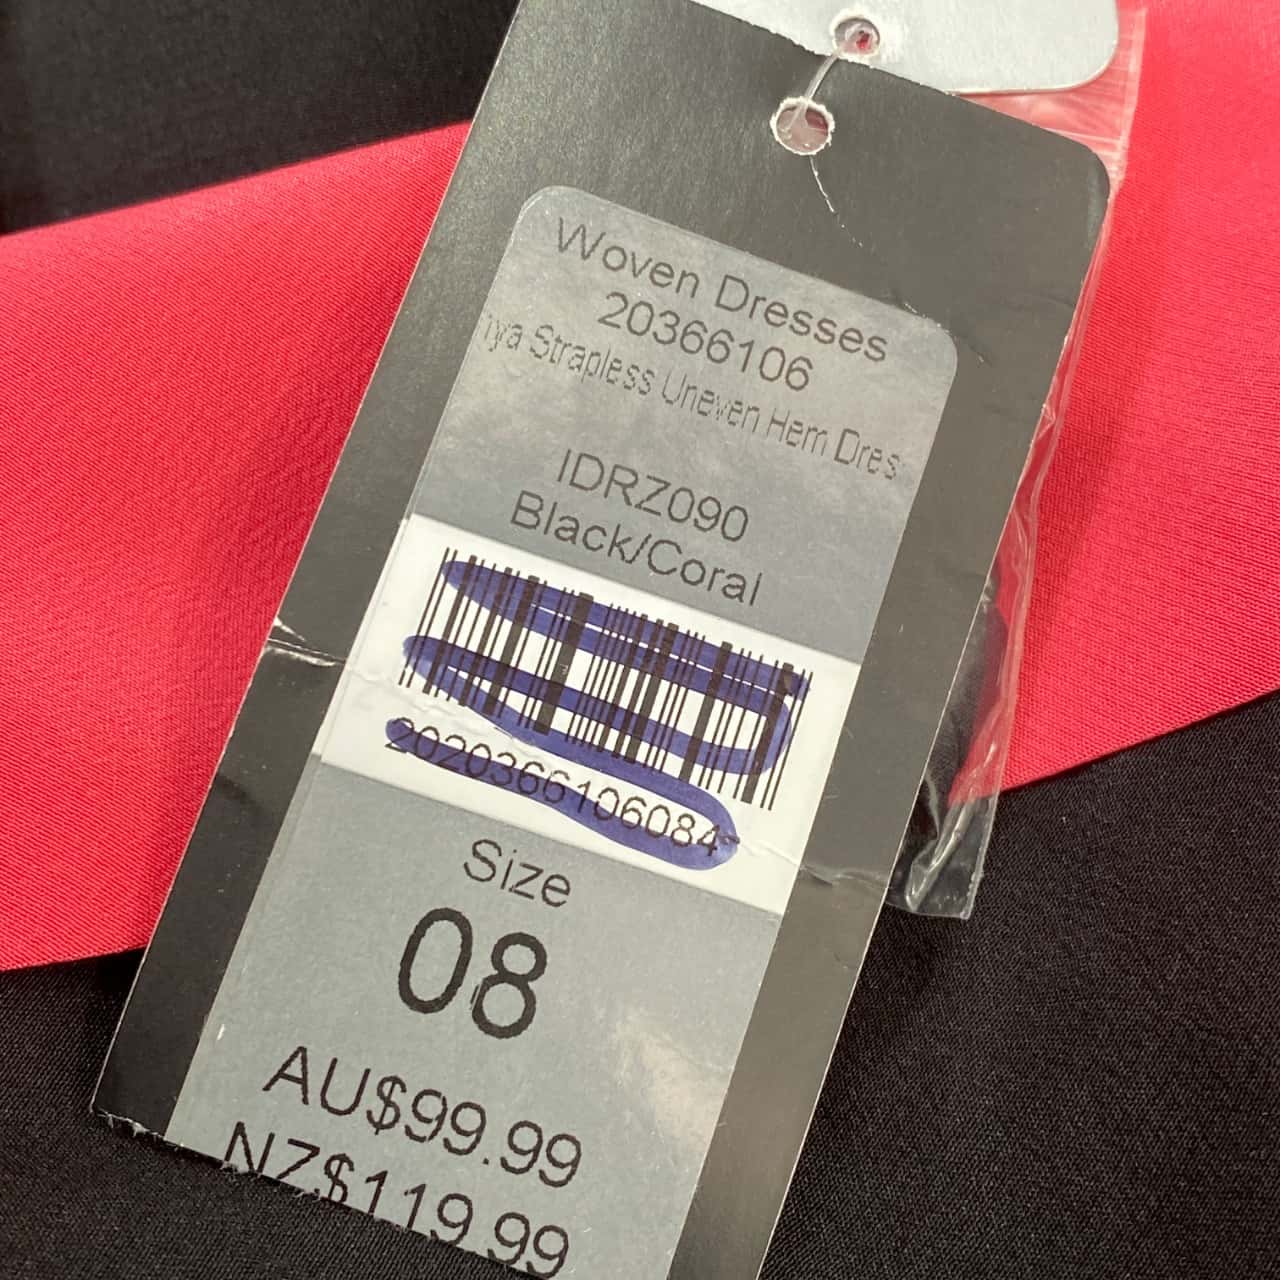 Woven Dresses
20366106
iya Strapless Uneven Hem Dres
IDRZ090
Black/Coral
2020366106084
Size
08
AU$99.99
NZ$119.99